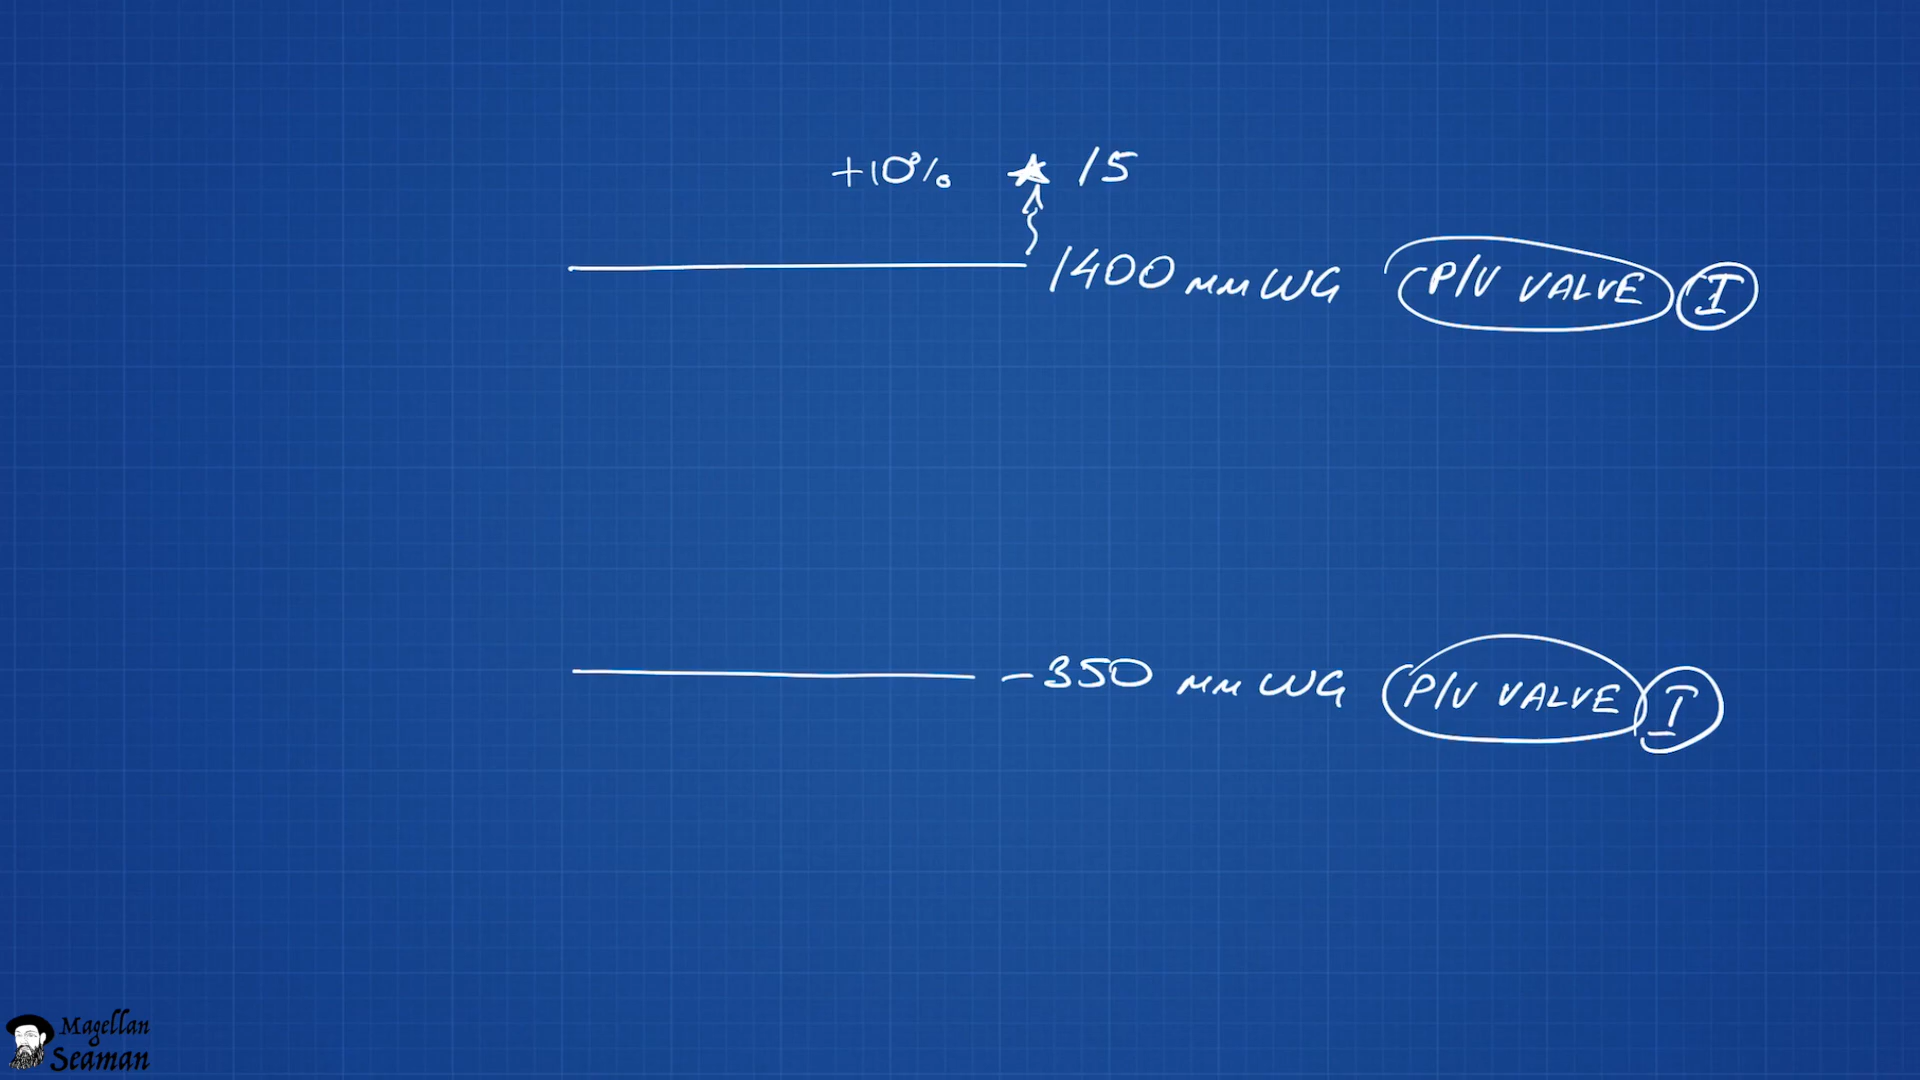 +10% ★ 15
1400 mm WG P/V VALVE I
-350 mm WG P/V VALVE I
Magellan
Seaman